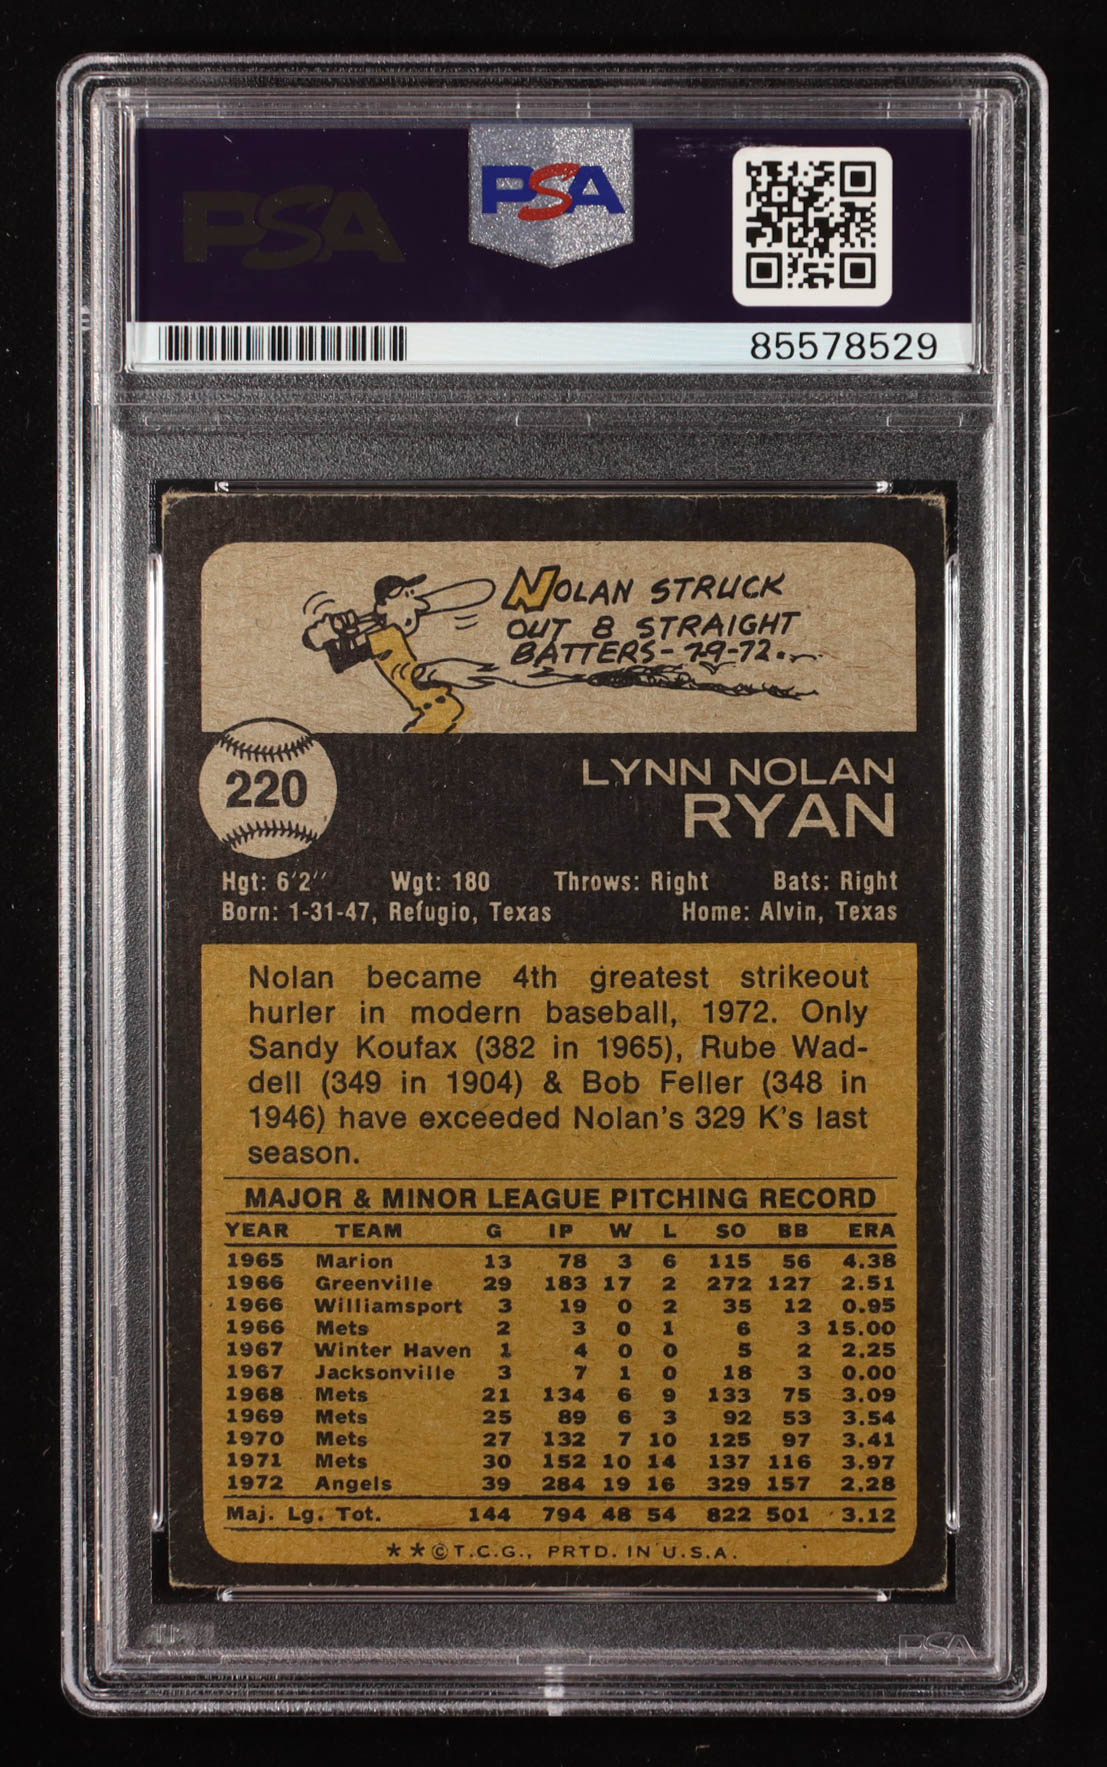 PSA
PSA
85578529
NOLAN STRUCK
OUT 8 STRAIGHT
BATTERS-7-9-72.
220
LYNN NOLAN
RYAN
Hgt: 6'2" Wgt: 180 Throws: Right Bats: Right
Born: 1-31-47, Refugio, Texas Home: Alvin, Texas
Nolan became 4th greatest strikeout
hurler in modern baseball, 1972. Only
Sandy Koufax (382 in 1965), Rube Wad-
dell (349 in 1904) & Bob Feller (348 in
1946) have exceeded Nolan's 329 K's last
season.
MAJOR & MINOR LEAGUE PITCHING RECORD
YEAR TEAM G IP W L SO BB ERA
1965 Marion 13 78 3 6 115 56 4.38
1966 Greenville 29 183 17 2 272 127 2.51
1966 Williamsport 3 19 0 2 35 12 0.95
1966 Mets 2 3 0 1 6 3 15.00
1967 Winter Haven 1 4 0 0 5 2 2.25
1967 Jacksonville 3 7 1 0 18 3 0.00
1968 Mets 21 134 6 9 133 75 3.09
1969 Mets 25 89 6 3 92 53 3.54
1970 Mets 27 132 7 10 125 97 3.41
1971 Mets 30 152 10 14 137 116 3.97
1972 Angels 39 284 19 16 329 157 2.28
Maj. Lg. Tot. 144 794 48 54 822 501 3.12
**©T.C.G., PRTD. IN U.S.A.
PSA